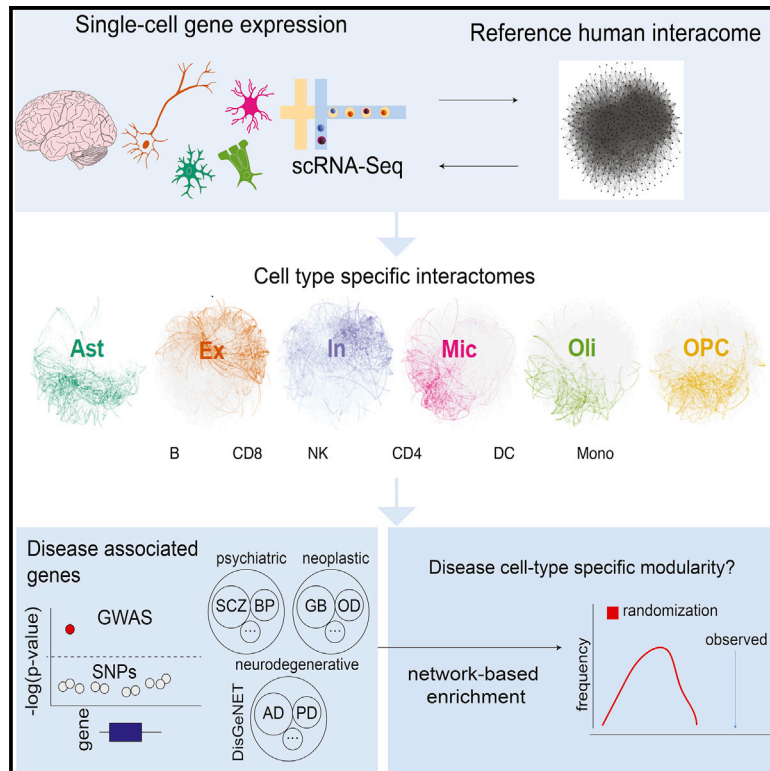 Single-cell gene expression
Reference human interacome
scRNA-Seq
Cell type specific interactomes
Ast
Ex
In
Mic
Oli
OPC
B CD8 NK CD4 DC Mono
Disease associated
genes
GWAS
SNPs
-log(p-value)
gene
psychiatric
SCZ BP
...
neoplastic
GB OD
...
neurodegenerative
DisGeNET
AD PD
...
network-based
enrichment
Disease cell-type specific modularity?
randomization
observed
frequency